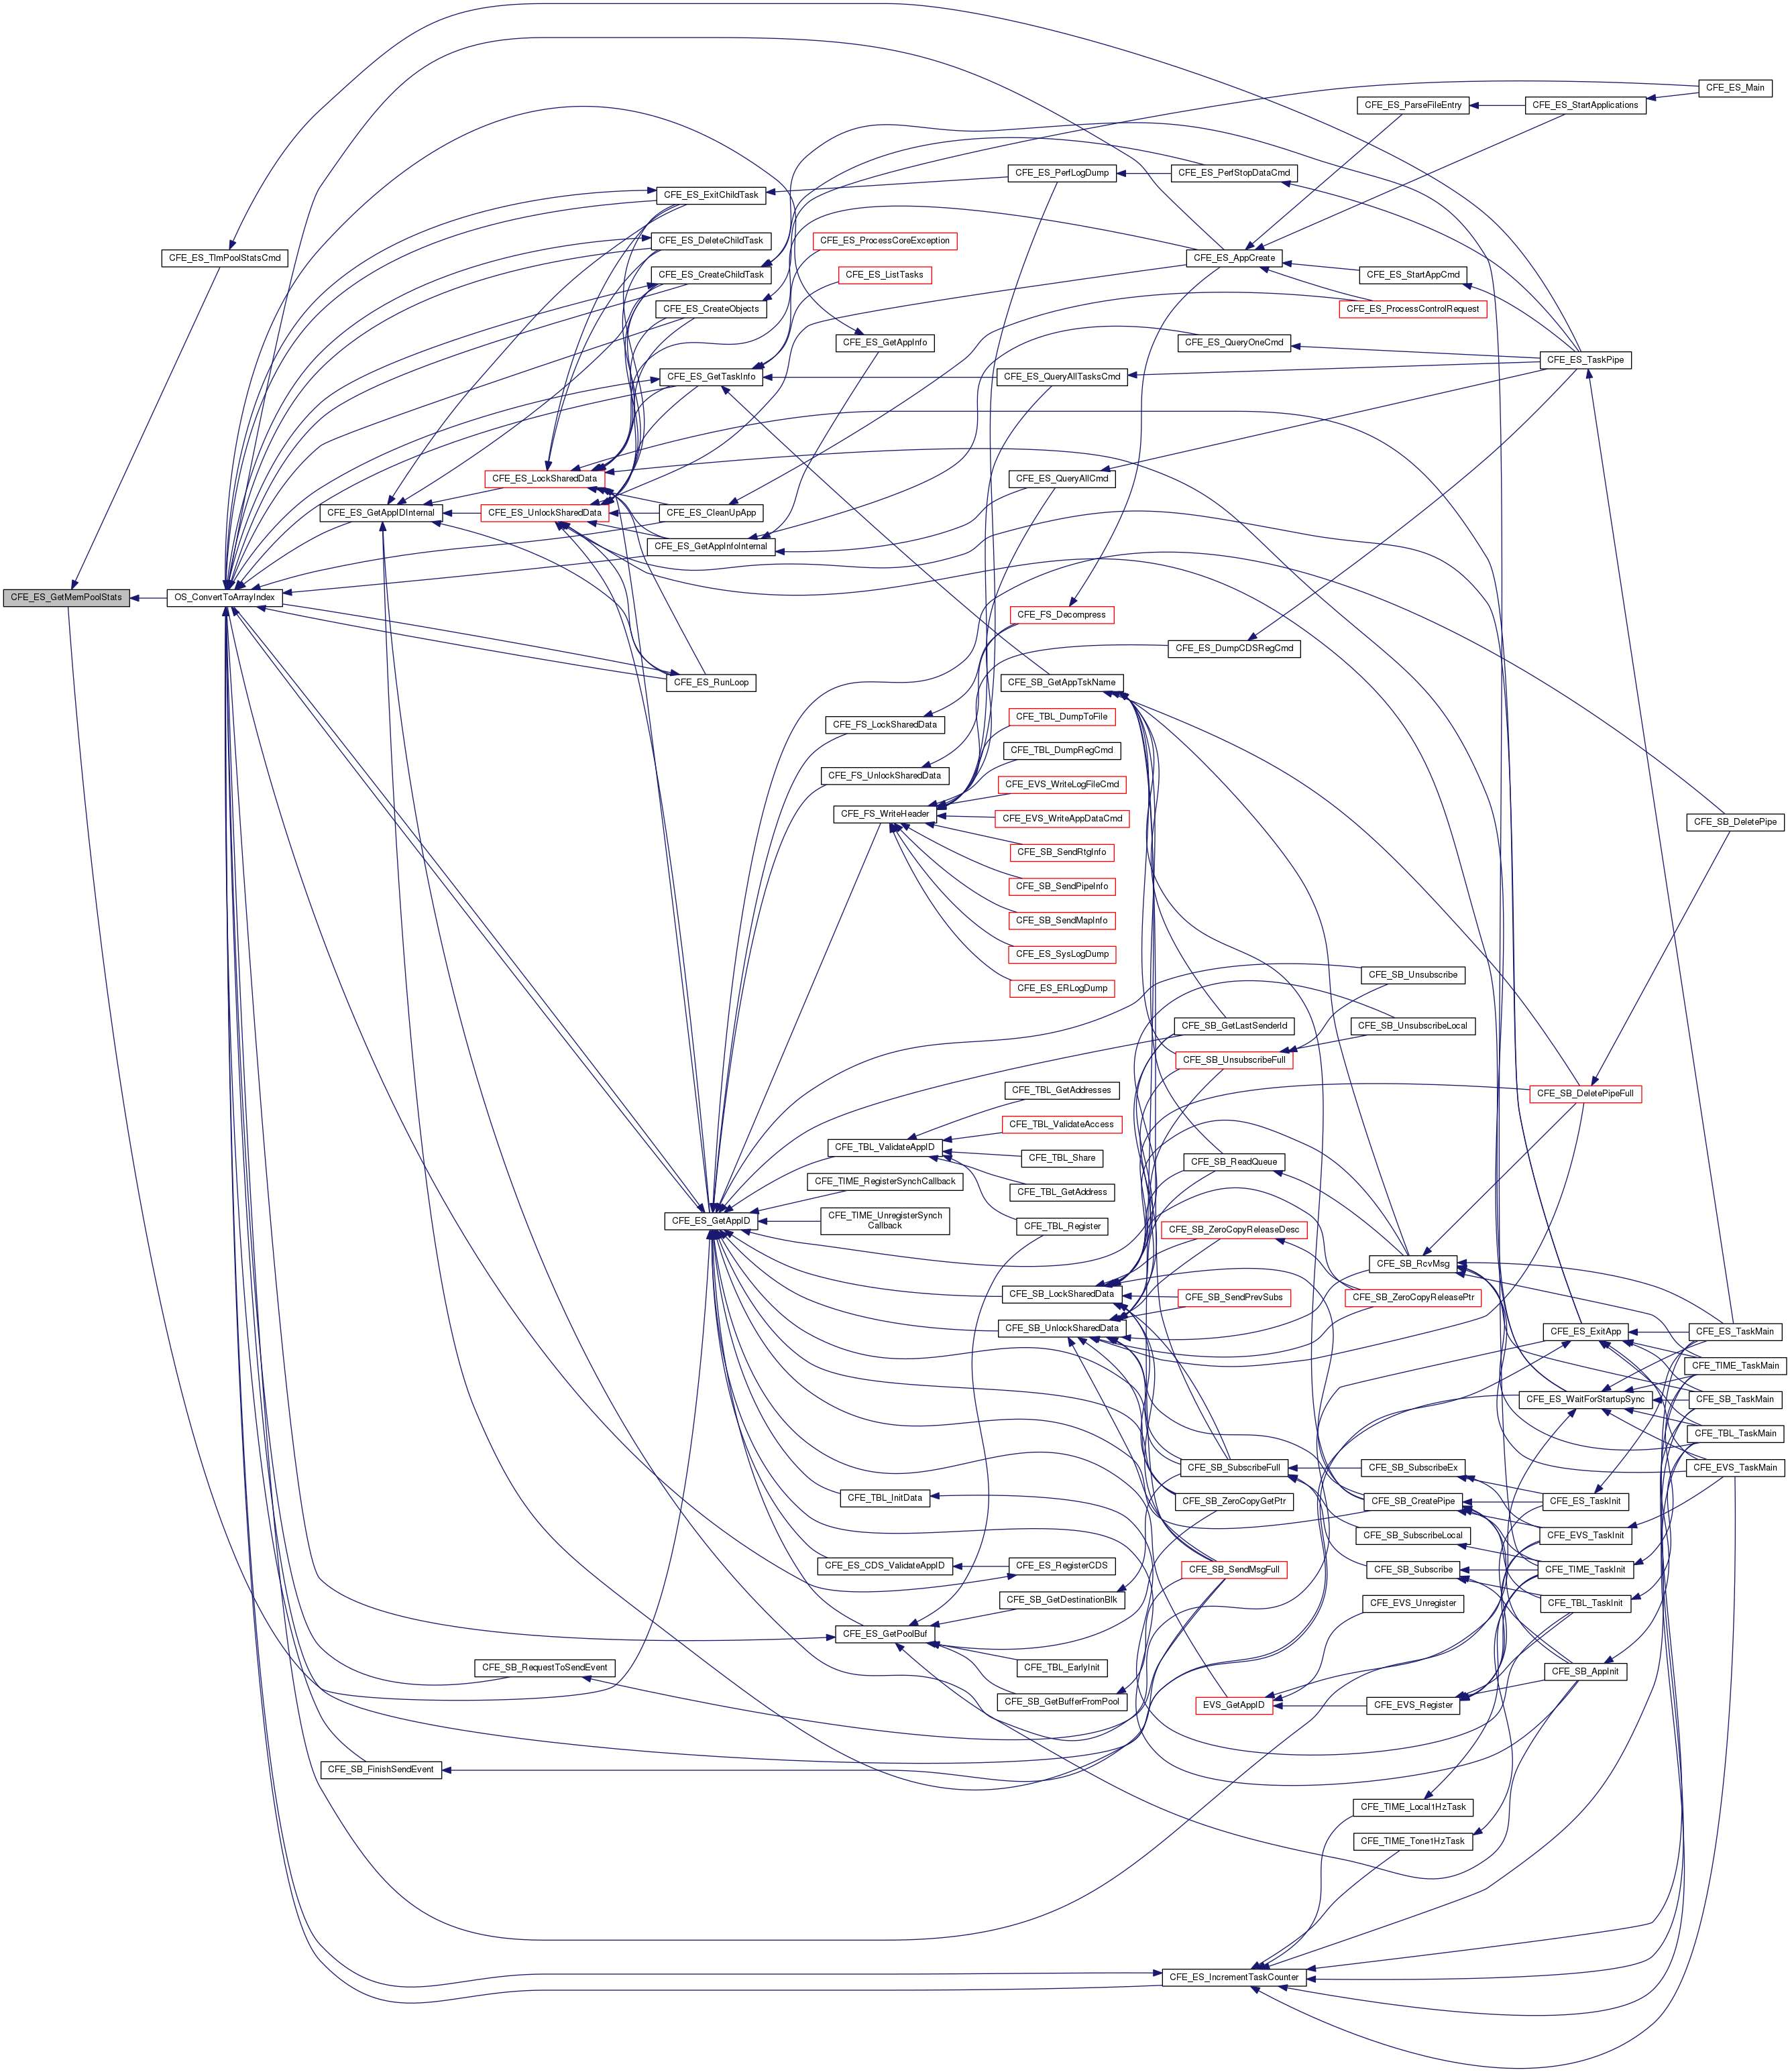 CFE_ES_Main
CFE_ES_ParseFileEntry
CFE_ES_StartApplications
CFE_ES_ExitChildTask
CFE_ES_PerfLogDump
CFE_ES_PerfStopDataCmd
CFE_ES_TlmPoolStatsCmd
CFE_ES_DeleteChildTask
CFE_ES_ProcessCoreException
CFE_ES_AppCreate
CFE_ES_CreateChildTask
CFE_ES_ListTasks
CFE_ES_StartAppCmd
CFE_ES_CreateObjects
CFE_ES_ProcessControlRequest
CFE_ES_GetAppInfo
CFE_ES_QueryOneCmd
CFE_ES_TaskPipe
CFE_ES_GetTaskInfo
CFE_ES_QueryAllTasksCmd
CFE_ES_LockSharedData
CFE_ES_QueryAllCmd
CFE_ES_GetAppIDInternal
CFE_ES_UnlockSharedData
CFE_ES_CleanUpApp
CFE_ES_GetAppInfoInternal
CFE_ES_GetMemPoolStats
OS_ConvertToArrayIndex
CFE_FS_Decompress
CFE_ES_DumpCDSRegCmd
CFE_ES_RunLoop
CFE_SB_GetAppTskName
CFE_FS_LockSharedData
CFE_TBL_DumpToFile
CFE_TBL_DumpRegCmd
CFE_FS_UnlockSharedData
CFE_EVS_WriteLogFileCmd
CFE_FS_WriteHeader
CFE_EVS_WriteAppDataCmd
CFE_SB_DeletePipe
CFE_SB_SendRtgInfo
CFE_SB_SendPipeInfo
CFE_SB_SendMapInfo
CFE_ES_SysLogDump
CFE_ES_ERLogDump
CFE_SB_Unsubscribe
CFE_SB_GetLastSenderId
CFE_SB_UnsubscribeLocal
CFE_SB_UnsubscribeFull
CFE_TBL_GetAddresses
CFE_SB_DeletePipeFull
CFE_TBL_ValidateAccess
CFE_TBL_ValidateAppID
CFE_TBL_Share
CFE_SB_ReadQueue
CFE_TIME_RegisterSynchCallback
CFE_TBL_GetAddress
CFE_ES_GetAppID
CFE_TIME_UnregisterSynch
Callback
CFE_TBL_Register
CFE_SB_ZeroCopyReleaseDesc
CFE_SB_RcvMsg
CFE_SB_LockSharedData
CFE_SB_SendPrevSubs
CFE_SB_ZeroCopyReleasePtr
CFE_SB_UnlockSharedData
CFE_ES_ExitApp
CFE_ES_TaskMain
CFE_TIME_TaskMain
CFE_ES_WaitForStartupSync
CFE_SB_TaskMain
CFE_TBL_TaskMain
CFE_SB_SubscribeFull
CFE_SB_SubscribeEx
CFE_EVS_TaskMain
CFE_TBL_InitData
CFE_SB_ZeroCopyGetPtr
CFE_SB_CreatePipe
CFE_ES_TaskInit
CFE_SB_SubscribeLocal
CFE_EVS_TaskInit
CFE_ES_CDS_ValidateAppID
CFE_ES_RegisterCDS
CFE_SB_SendMsgFull
CFE_SB_Subscribe
CFE_TIME_TaskInit
CFE_SB_GetDestinationBlk
CFE_EVS_Unregister
CFE_TBL_TaskInit
CFE_ES_GetPoolBuf
CFE_SB_RequestToSendEvent
CFE_TBL_EarlyInit
CFE_SB_AppInit
CFE_SB_GetBufferFromPool
EVS_GetAppID
CFE_EVS_Register
CFE_SB_FinishSendEvent
CFE_TIME_Local1HzTask
CFE_TIME_Tone1HzTask
CFE_ES_IncrementTaskCounter